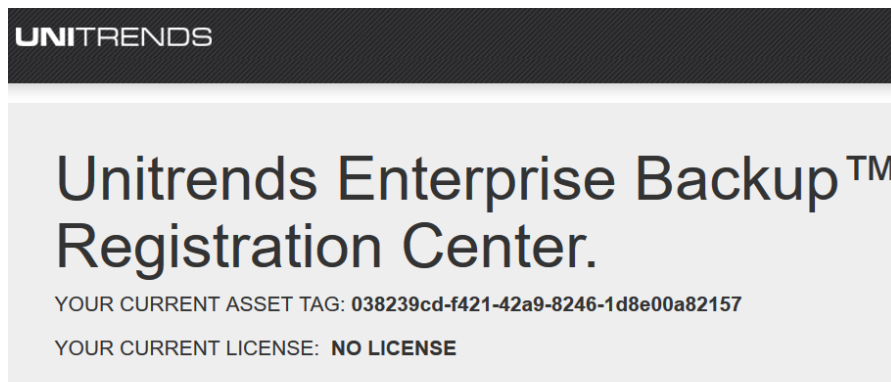 UNITRENDS
Unitrends Enterprise Backup™
Registration Center.
YOUR CURRENT ASSET TAG: 038239cd-f421-42a9-8246-1d8e00a82157
YOUR CURRENT LICENSE: NO LICENSE